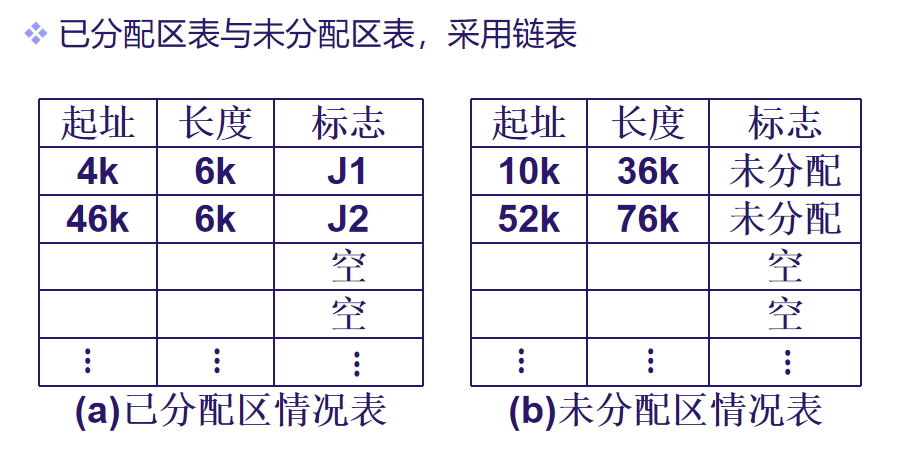 已分配区表与未分配区表，采用链表
起址 长度 标志
4k 6k J1
46k 6k J2
空
空
⋮ ⋮ ⋮
(a)已分配区情况表
起址 长度 标志
10k 36k 未分配
52k 76k 未分配
空
空
⋮ ⋮ ⋮
(b)未分配区情况表